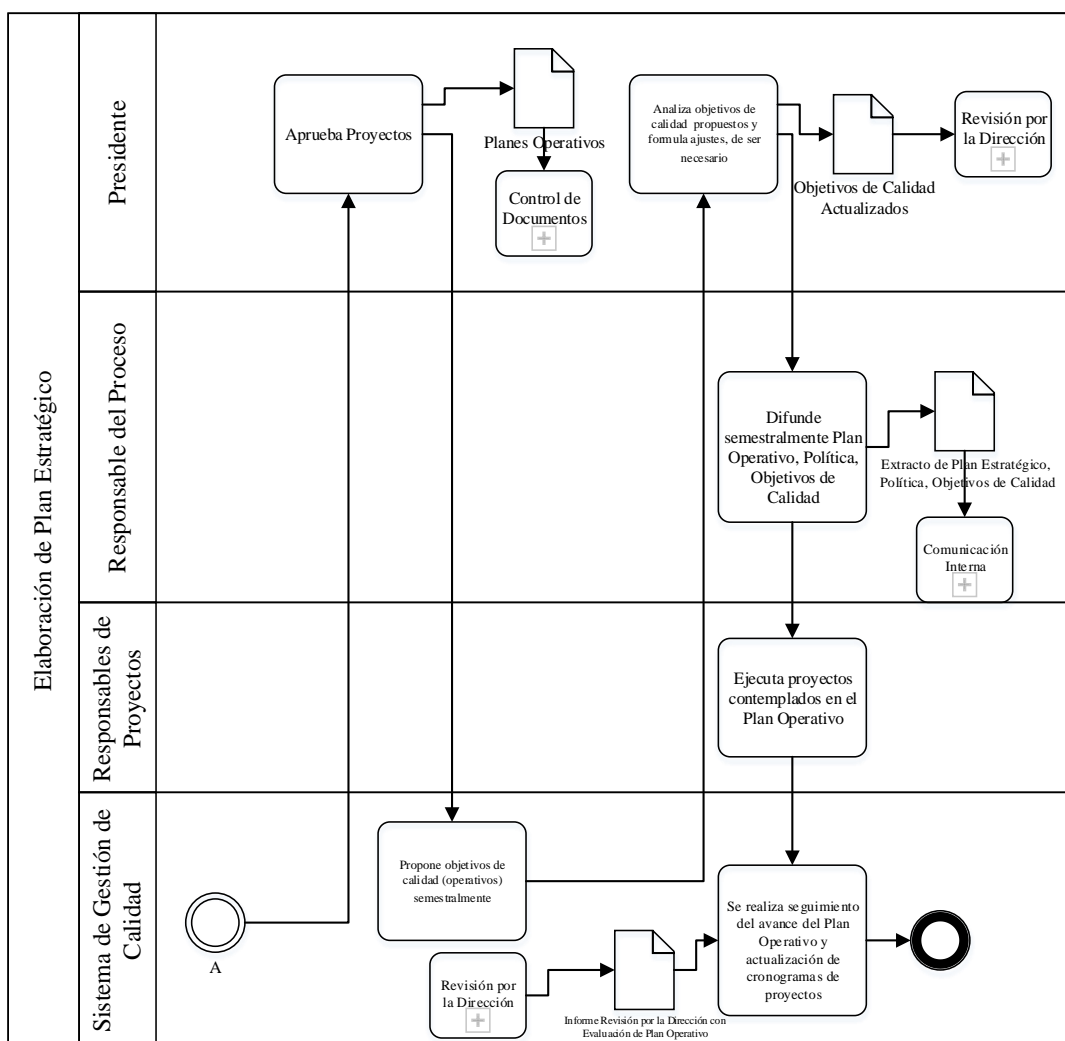 Elaboración de Plan Estratégico
Presidente
Aprueba Proyectos
Planes Operativos
Control de
Documentos
Analiza objetivos de
calidad propuestos y
formula ajustes, de ser
necesario
Objetivos de Calidad
Actualizados
Revisión por
la Dirección
Responsable del Proceso
Difunde
semestralmente Plan
Operativo, Política,
Objetivos de
Calidad
Extracto de Plan Estratégico,
Política, Objetivos de Calidad
Comunicación
Interna
Responsables de
Proyectos
Ejecuta proyectos
contemplados en el
Plan Operativo
Sistema de Gestión de
Calidad
A
Propone objetivos de
calidad (operativos)
semestralmente
Revisión por
la Dirección
Informe Revisión por la Dirección con
Evaluación de Plan Operativo
Se realiza seguimiento
del avance del Plan
Operativo y
actualización de
cronogramas de
proyectos